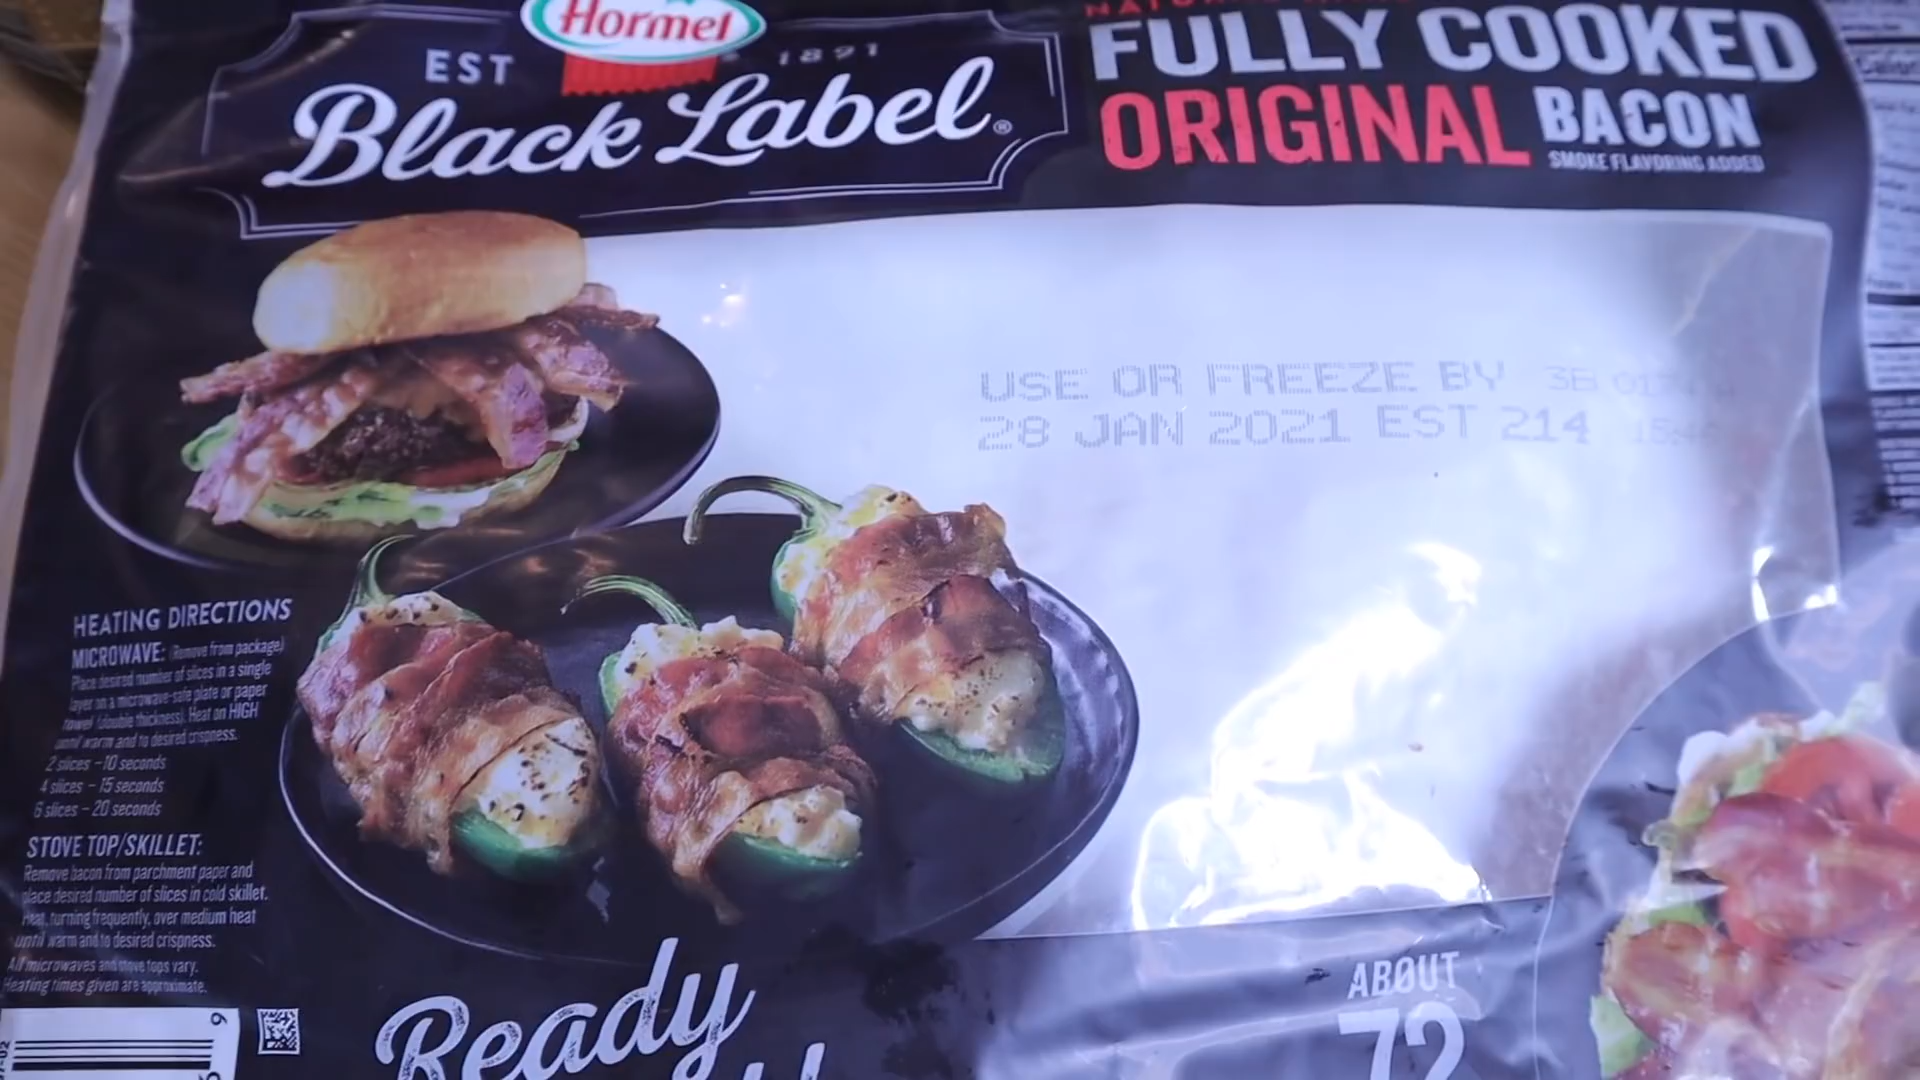 Hormel
EST 1891
Black Label®
FULLY COOKED
ORIGINAL BACON
SMOKE FLAVORING ADDED
USE OR FREEZE BY 3B
28 JAN 2021 EST 214
HEATING DIRECTIONS
MICROWAVE: (Remove from package)
Place desired number of slices in a single
layer on a microwave-safe plate or paper
towel (double thickness). Heat on HIGH
until warm and to desired crispness.
2 slices - 10 seconds
4 slices - 15 seconds
6 slices - 20 seconds
STOVE TOP/SKILLET:
Remove bacon from parchment paper and
place desired number of slices in cold skillet.
Heat, turning frequently, over medium heat
until warm and to desired crispness.
All microwaves and stove tops vary.
Heating times given are approximate.
Ready
ABOUT
72